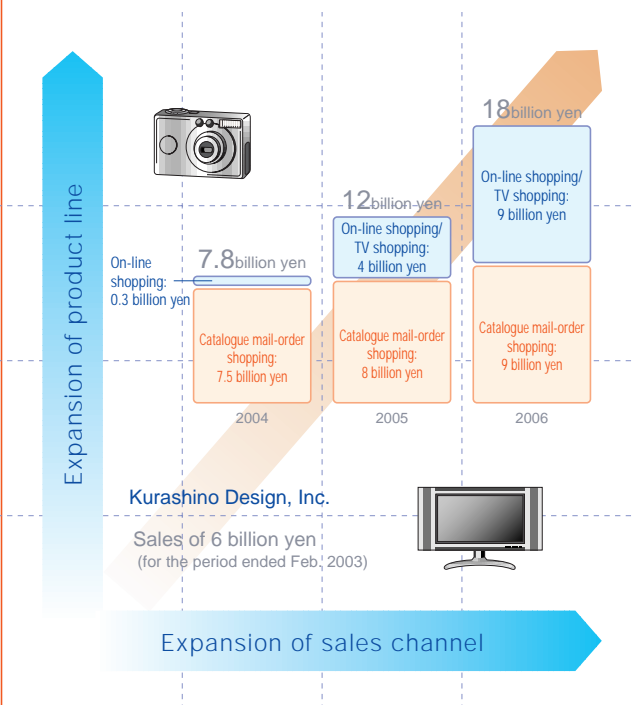 Expansion of product line
18billion yen
On-line shopping/
TV shopping:
9 billion yen
12billion yen
On-line shopping/
TV shopping:
4 billion yen
7.8billion yen
On-line
shopping:
0.3 billion yen
Catalogue mail-order
shopping:
7.5 billion yen
Catalogue mail-order
shopping:
8 billion yen
Catalogue mail-order
shopping:
9 billion yen
2004
2005
2006
Kurashino Design, Inc.
Sales of 6 billion yen
(for the period ended Feb. 2003)
Expansion of sales channel